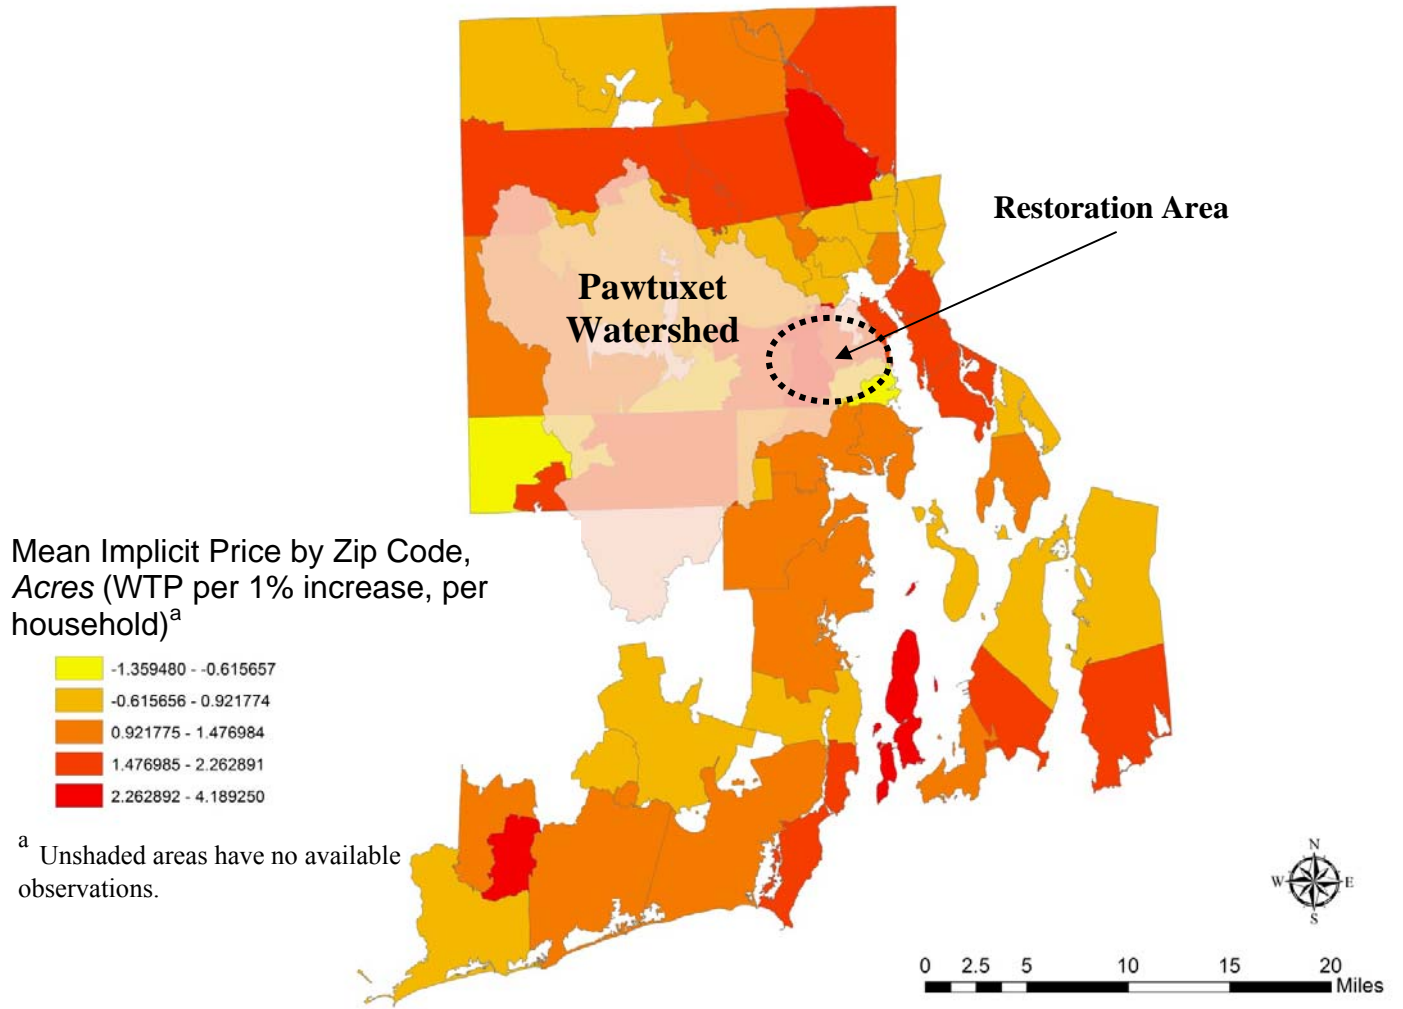 Restoration Area
Pawtuxet
Watershed
Mean Implicit Price by Zip Code,
Acres (WTP per 1% increase, per
household)a
-1.359480 - -0.615657
-0.615656 - 0.921774
0.921775 - 1.476984
1.476985 - 2.262891
2.262892 - 4.189250
a Unshaded areas have no available
observations.
N
W E
S
0 2.5 5 10 15 20
Miles